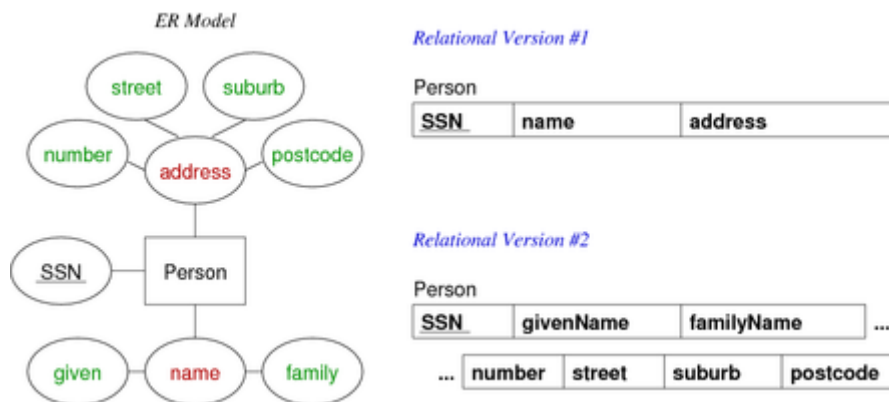 ER Model
street
suburb
number
postcode
address
SSN
Person
given
name
family
Relational Version #1
Person
SSN name address
Relational Version #2
Person
SSN givenName familyName ...
... number street suburb postcode